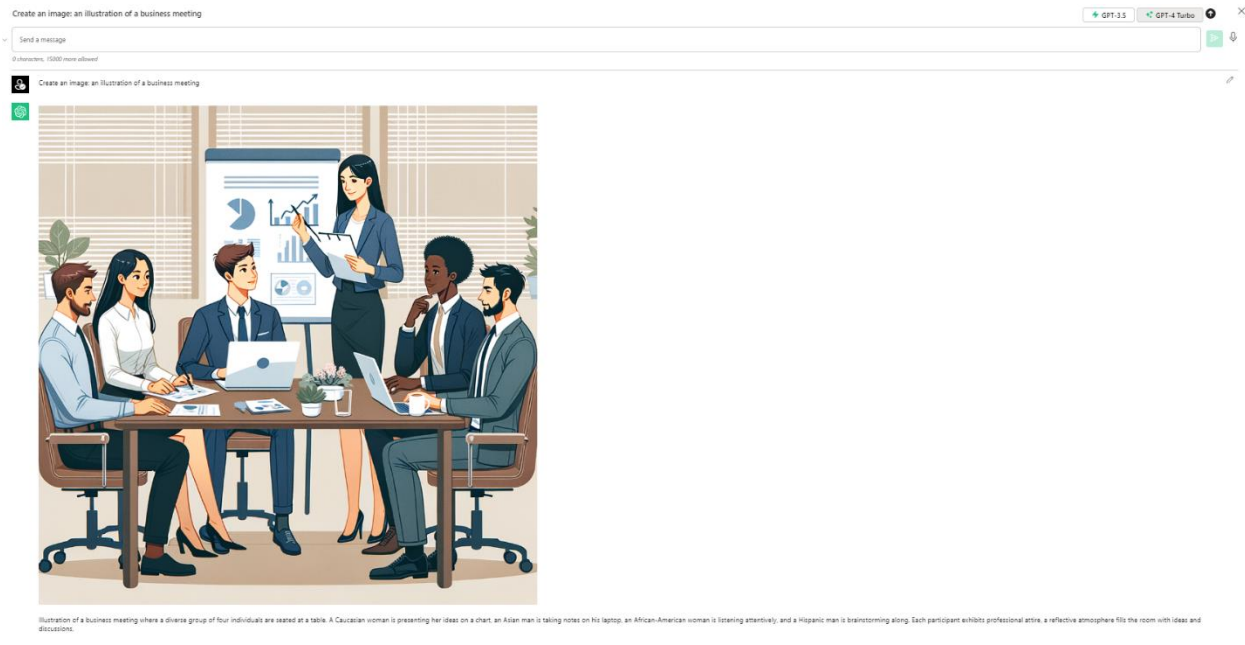 Create an image: an illustration of a business meeting
GPT-3.5
GPT-4 Turbo
Send a message
0 characters, 15000 more allowed
Create an image: an illustration of a business meeting
Illustration of a business meeting where a diverse group of four individuals are seated at a table. A Caucasian woman is presenting her ideas on a chart, an Asian man is taking notes on his laptop, an African-American woman is listening attentively, and a Hispanic man is brainstorming along. Each participant exhibits professional attire, a reflective atmosphere fills the room with ideas and
discussions.